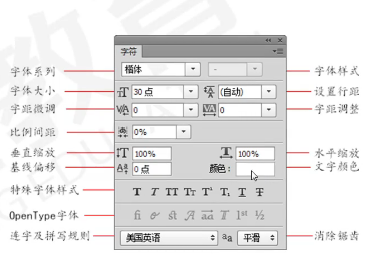 字符
字体系列 楷体 - 字体样式
字体大小 30 点 (自动) 设置行距
字距微调 0 0 字距调整
比例间距 0%
垂直缩放 100% 100% 水平缩放
基线偏移 0 点 颜色: 文字颜色
特殊字体样式 T T TT Tт T¹ T₁ T T
OpenType字体 fi st A ad T 1st ½
连字及拼写规则 美国英语 aa 平滑 消除锯齿